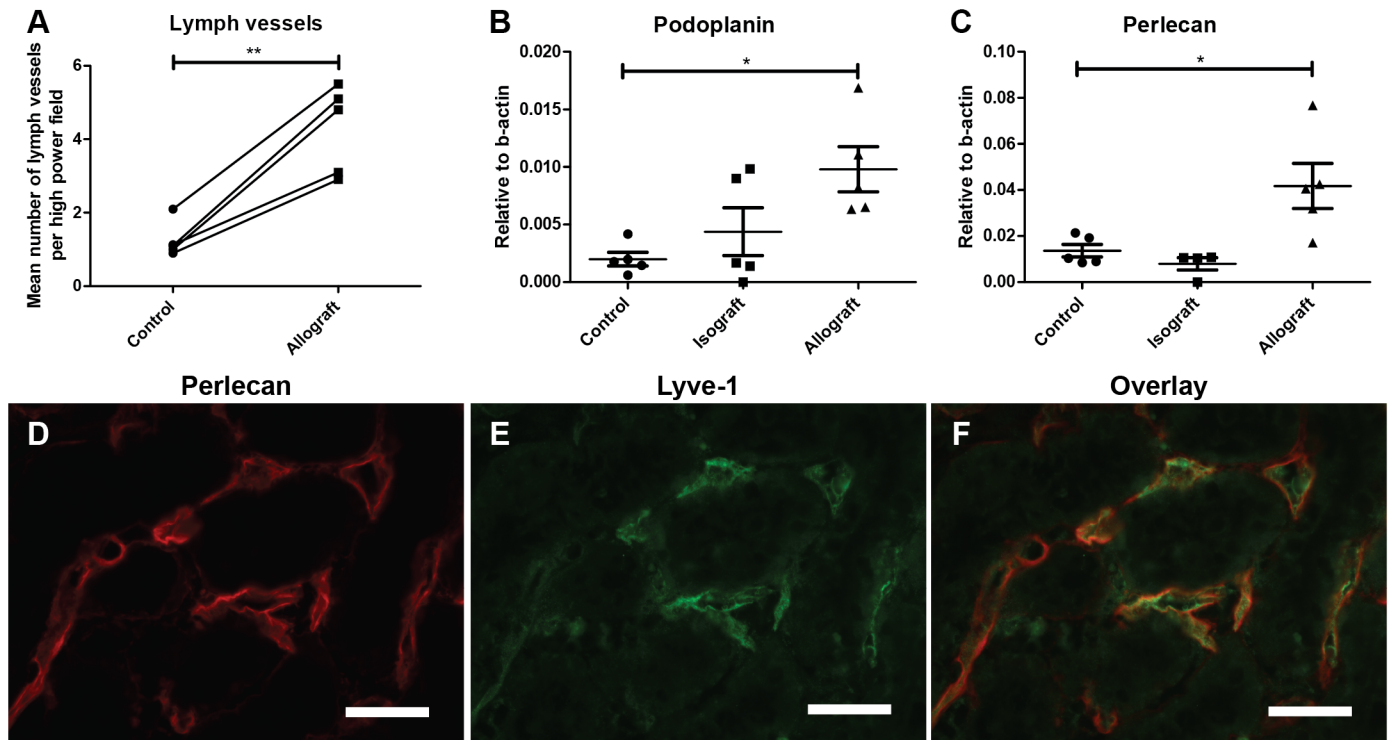 A
Lymph vessels
**
Mean number of lymph vessels
per high power field
6
4
2
0
Control
Allograft
B
Podoplanin
*
Relative to b-actin
0.020
0.015
0.010
0.005
0.000
Control
Isograft
Allograft
C
Perlecan
*
Relative to b-actin
0.10
0.08
0.06
0.04
0.02
0.00
Control
Isograft
Allograft
Perlecan
D
Lyve-1
E
Overlay
F